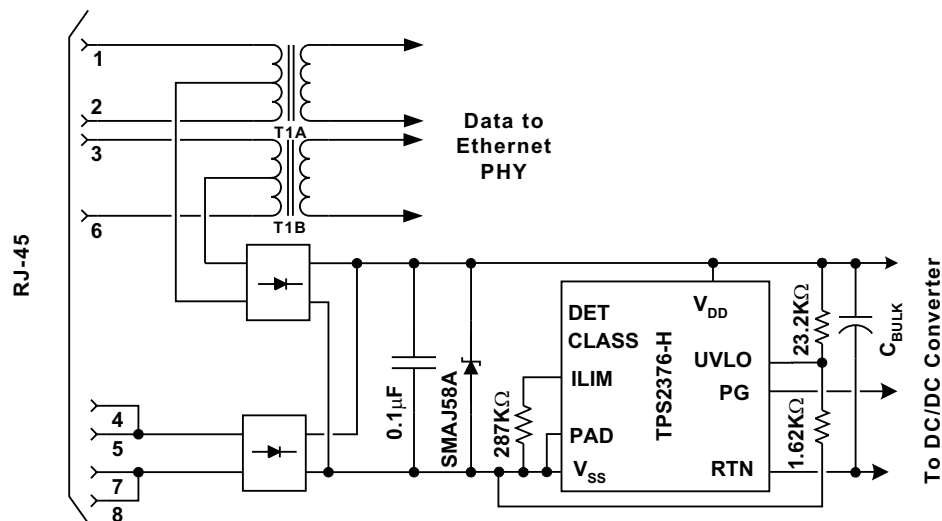 RJ-45
1
2
3
6
4
5
7
8
T1A
T1B
Data to
Ethernet
PHY
0.1μF
SMAJ58A
287KΩ
DET
CLASS
ILIM
PAD
VSS
TPS2376-H
VDD
UVLO
PG
RTN
23.2KΩ
1.62KΩ
CBULK
To DC/DC Converter